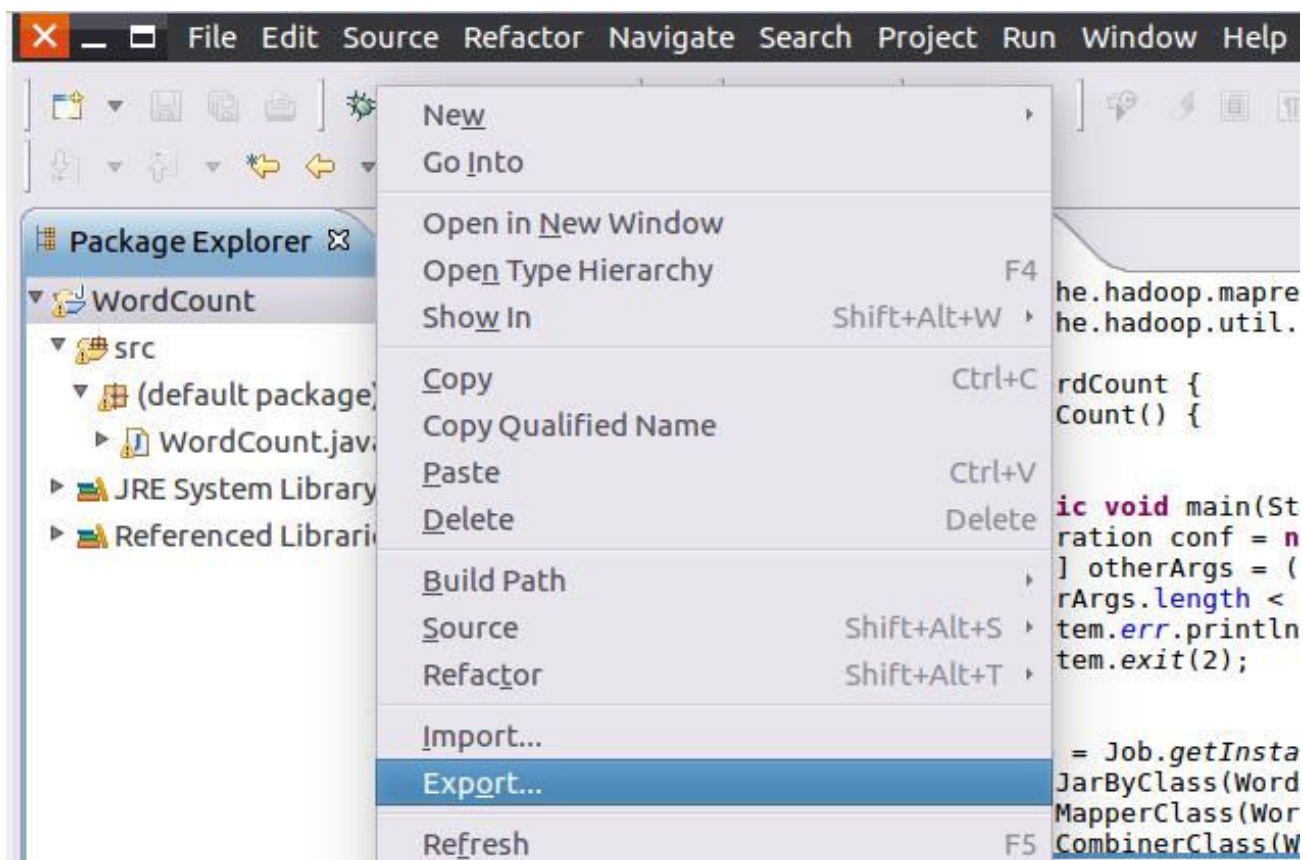 File Edit Source Refactor Navigate Search Project Run Window Help
Package Explorer
WordCount
src
(default package)
WordCount.java
JRE System Library
Referenced
New
Go Into
Open in New Window
Open Type Hierarchy F4
Show In Shift+Alt+W
Copy Ctrl+C
Copy Qualified Name
Paste Ctrl+V
Delete Delete
Build Path
Source Shift+Alt+S
Refactor Shift+Alt+T
Import...
Export...
Refresh F5
he.hadoop.mapre
he.hadoop.util.
rdCount {
Count() {
ic void main(St
ration conf = n
] otherArgs = (
rArgs.length <
tem.err.println
tem.exit(2);
= Job.getInsta
JarByClass(Word
MapperClass(Wor
CombinerClass(W